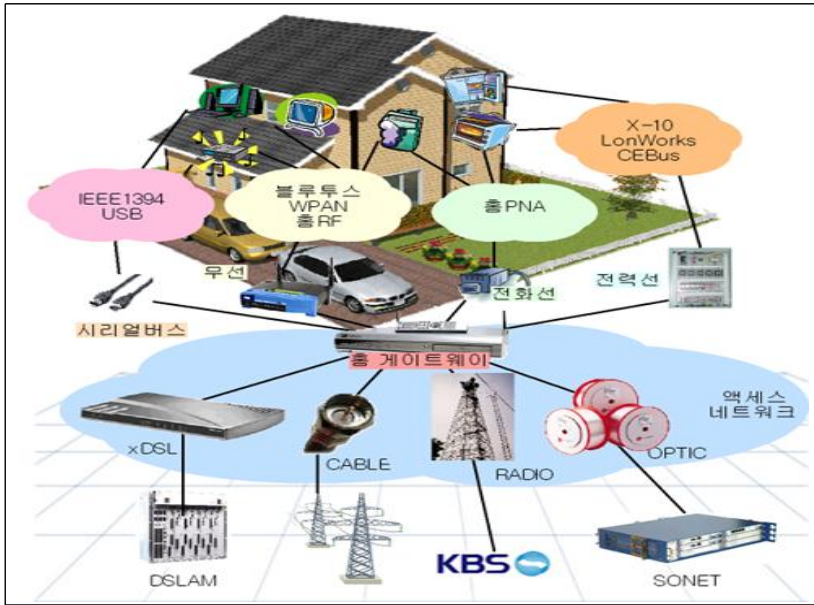 X-10
LonWorks
CEBus
IEEE1394
USB
블루투스
WPAN
홈RF
홈PNA
무선
전화선
전력선
시리얼버스
홈 게이트웨이
액세스
네트워크
xDSL
CABLE
RADIO
OPTIC
DSLAM
KBS
SONET